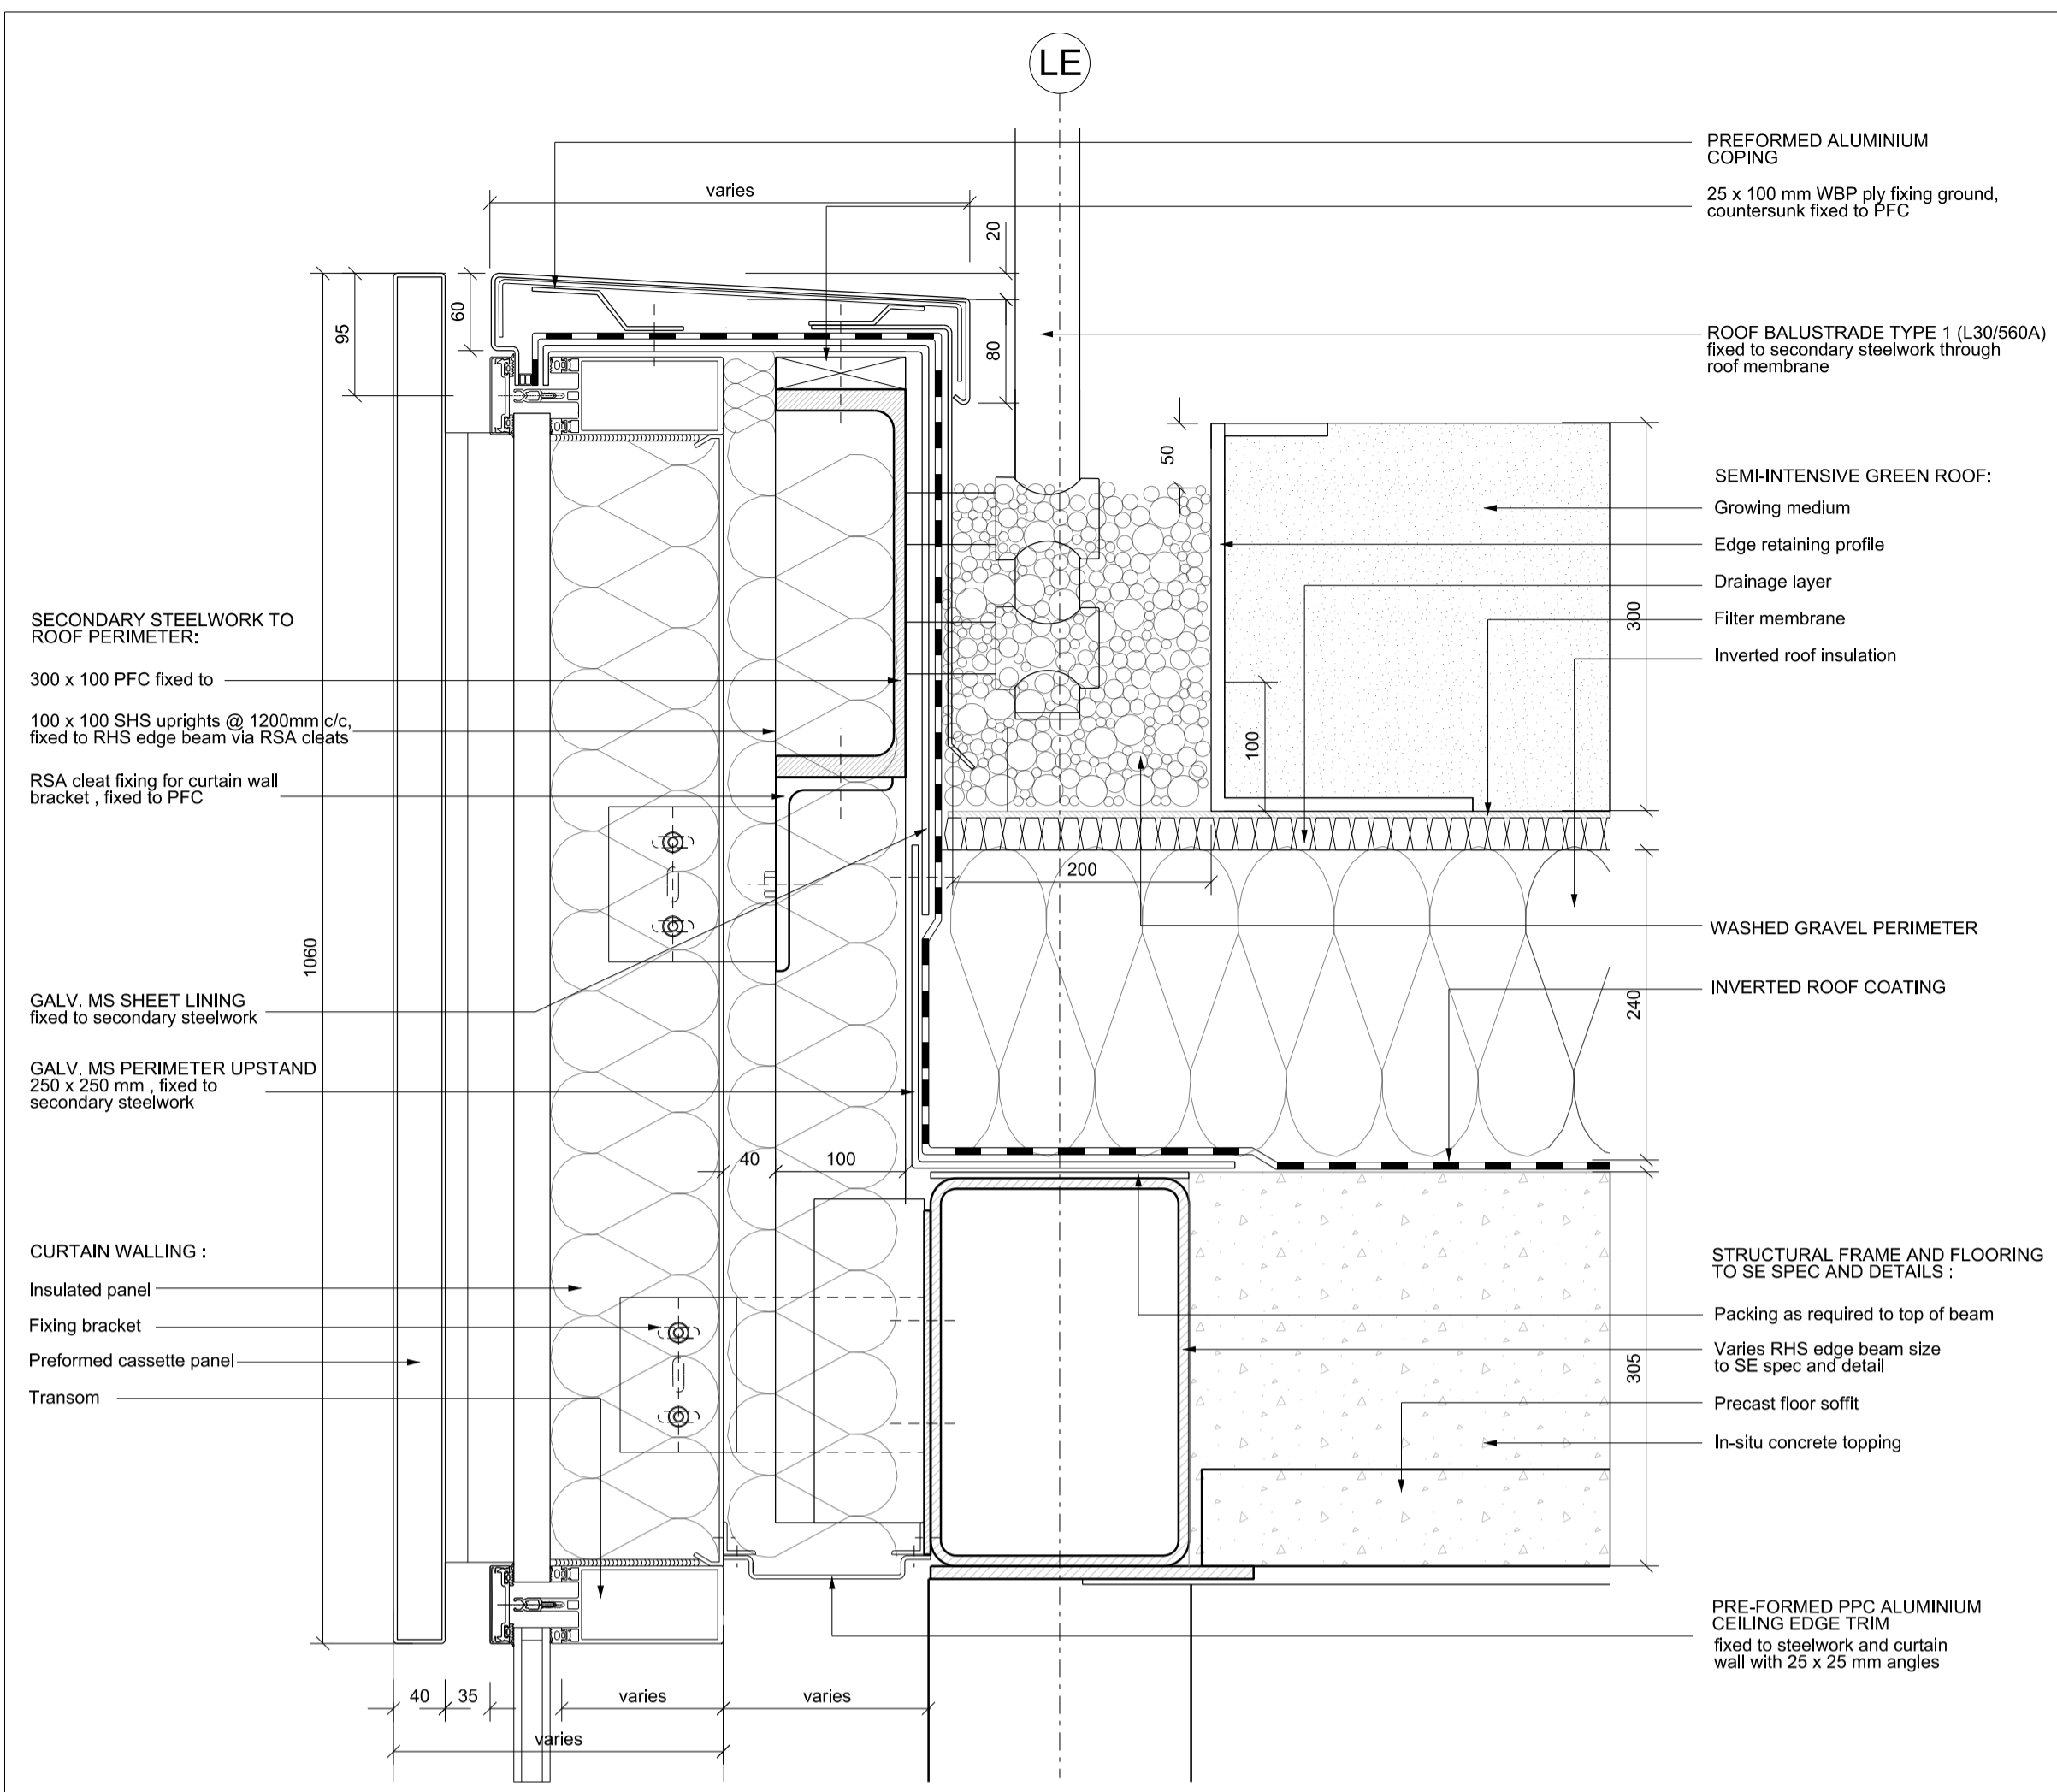 LE
PREFORMED ALUMINIUM
COPING
25 x 100 mm WBP ply fixing ground,
countersunk fixed to PFC
varies
20
95
60
80
ROOF BALUSTRADE TYPE 1 (L30/560A)
fixed to secondary steelwork through
roof membrane
50
SEMI-INTENSIVE GREEN ROOF:
Growing medium
Edge retaining profile
Drainage layer
Filter membrane
Inverted roof insulation
300
100
SECONDARY STEELWORK TO
ROOF PERIMETER:
300 x 100 PFC fixed to
100 x 100 SHS uprights @ 1200mm c/c,
fixed to RHS edge beam via RSA cleats
RSA cleat fixing for curtain wall
bracket , fixed to PFC
200
WASHED GRAVEL PERIMETER
1060
INVERTED ROOF COATING
240
GALV. MS SHEET LINING
fixed to secondary steelwork
GALV. MS PERIMETER UPSTAND
250 x 250 mm , fixed to
secondary steelwork
40
100
CURTAIN WALLING :
Insulated panel
Fixing bracket
Preformed cassette panel
Transom
STRUCTURAL FRAME AND FLOORING
TO SE SPEC AND DETAILS :
Packing as required to top of beam
Varies RHS edge beam size
to SE spec and detail
Precast floor soffit
In-situ concrete topping
305
PRE-FORMED PPC ALUMINIUM
CEILING EDGE TRIM
fixed to steelwork and curtain
wall with 25 x 25 mm angles
40
35
varies
varies
varies